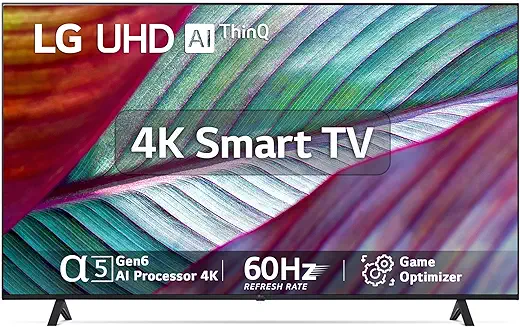 LG UHD AI ThinQ
4K Smart TV
α5 Gen6
AI Processor 4K
60Hz
REFRESH RATE
Game
Optimizer